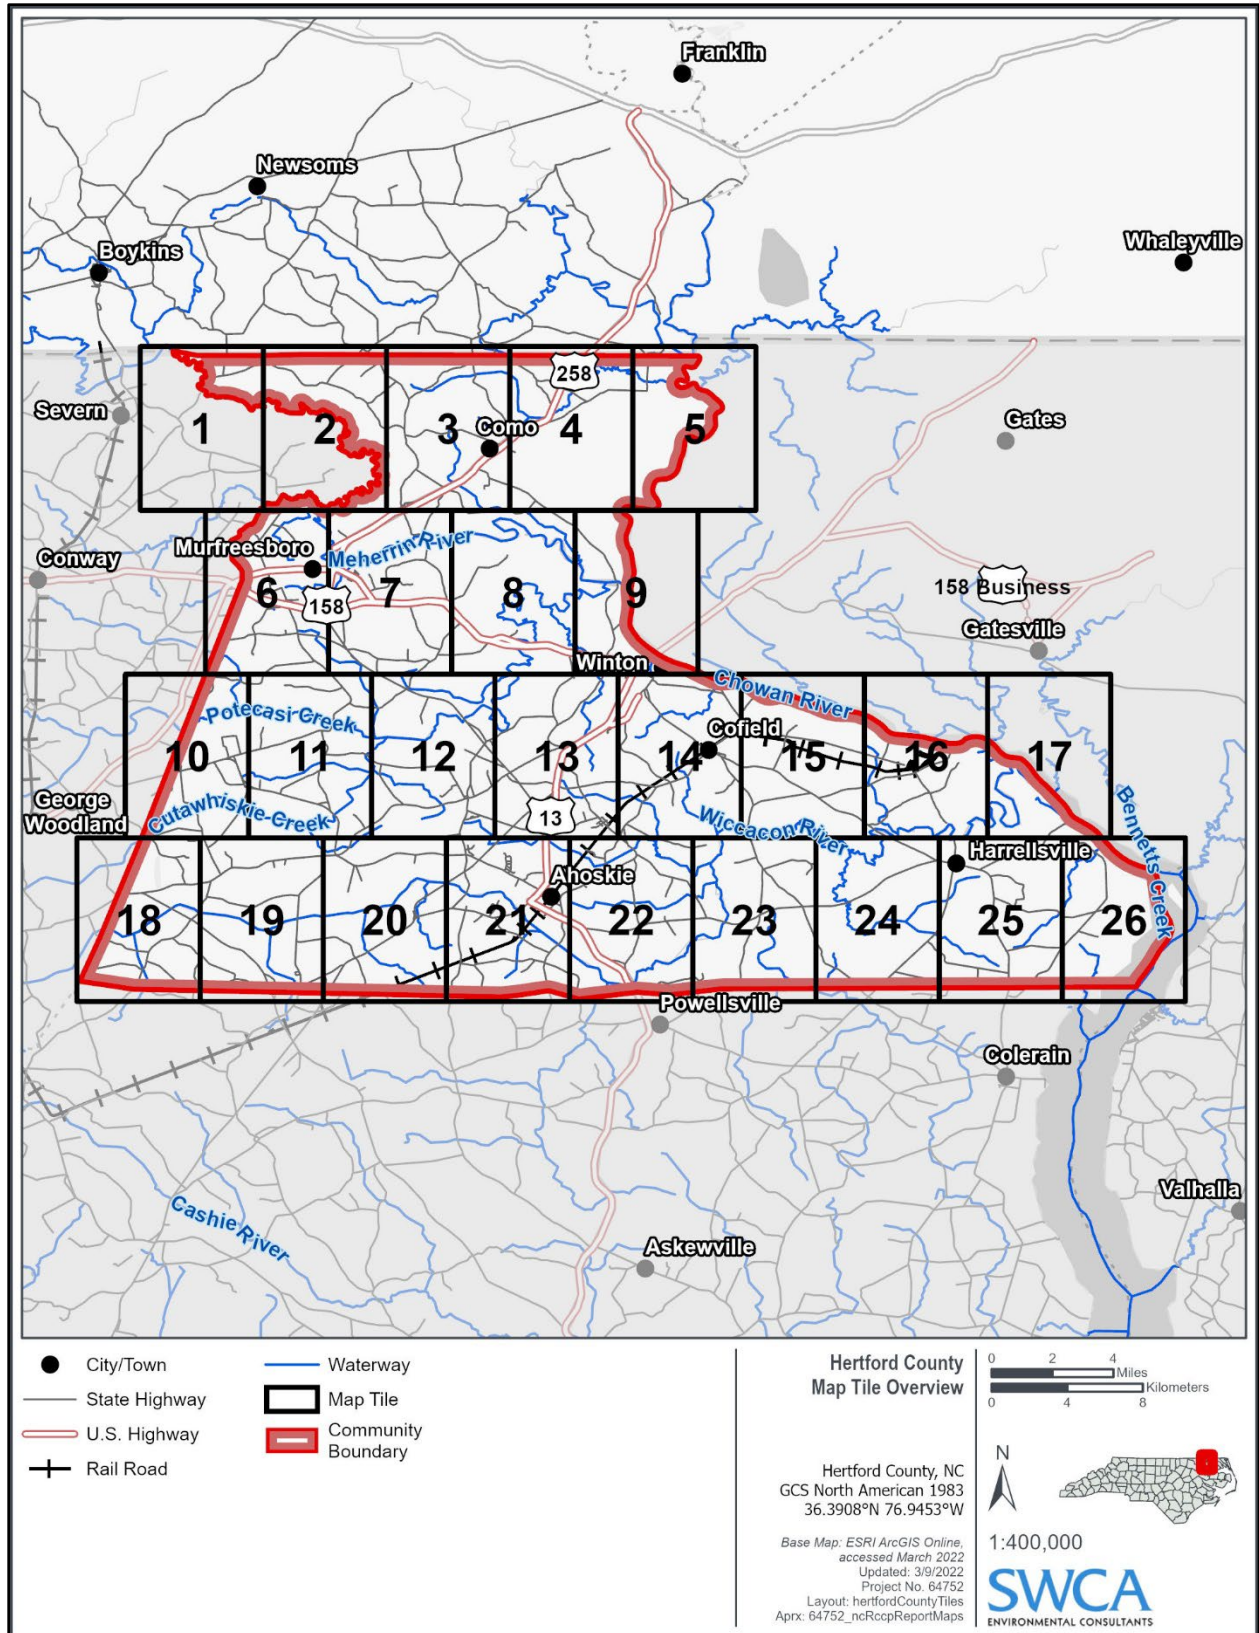 Franklin
Newsoms
Whaleyville
Boykins
258
Severn
Gates
1
2
3
Como
4
5
Murfreesboro
Meherrin River
Conway
6
158
7
8
9
158 Business
Gatesville
Winton
Chowan River
Potecasi Creek
Cofield
10
11
12
13
14
15
16
17
George
Woodland
Cutawhiskie Creek
13
Wiccacon River
Bennetts Creek
Harrellsville
Ahoskie
18
19
20
21
22
23
24
25
26
Powellsville
Colerain
Valhalla
Cashie River
Askewville
City/Town
State Highway
U.S. Highway
Rail Road
Waterway
Map Tile
Community
Boundary
Hertford County
Map Tile Overview
0 2 4
Miles
Kilometers
0 4 8
Hertford County, NC
GCS North American 1983
36.3908°N 76.9453°W
N
Base Map: ESRI ArcGIS Online,
accessed March 2022
Updated: 3/9/2022
Project No. 64752
Layout: hertfordCountyTiles
Aprx: 64752_ncRccpReportMaps
1:400,000
SWCA
ENVIRONMENTAL CONSULTANTS